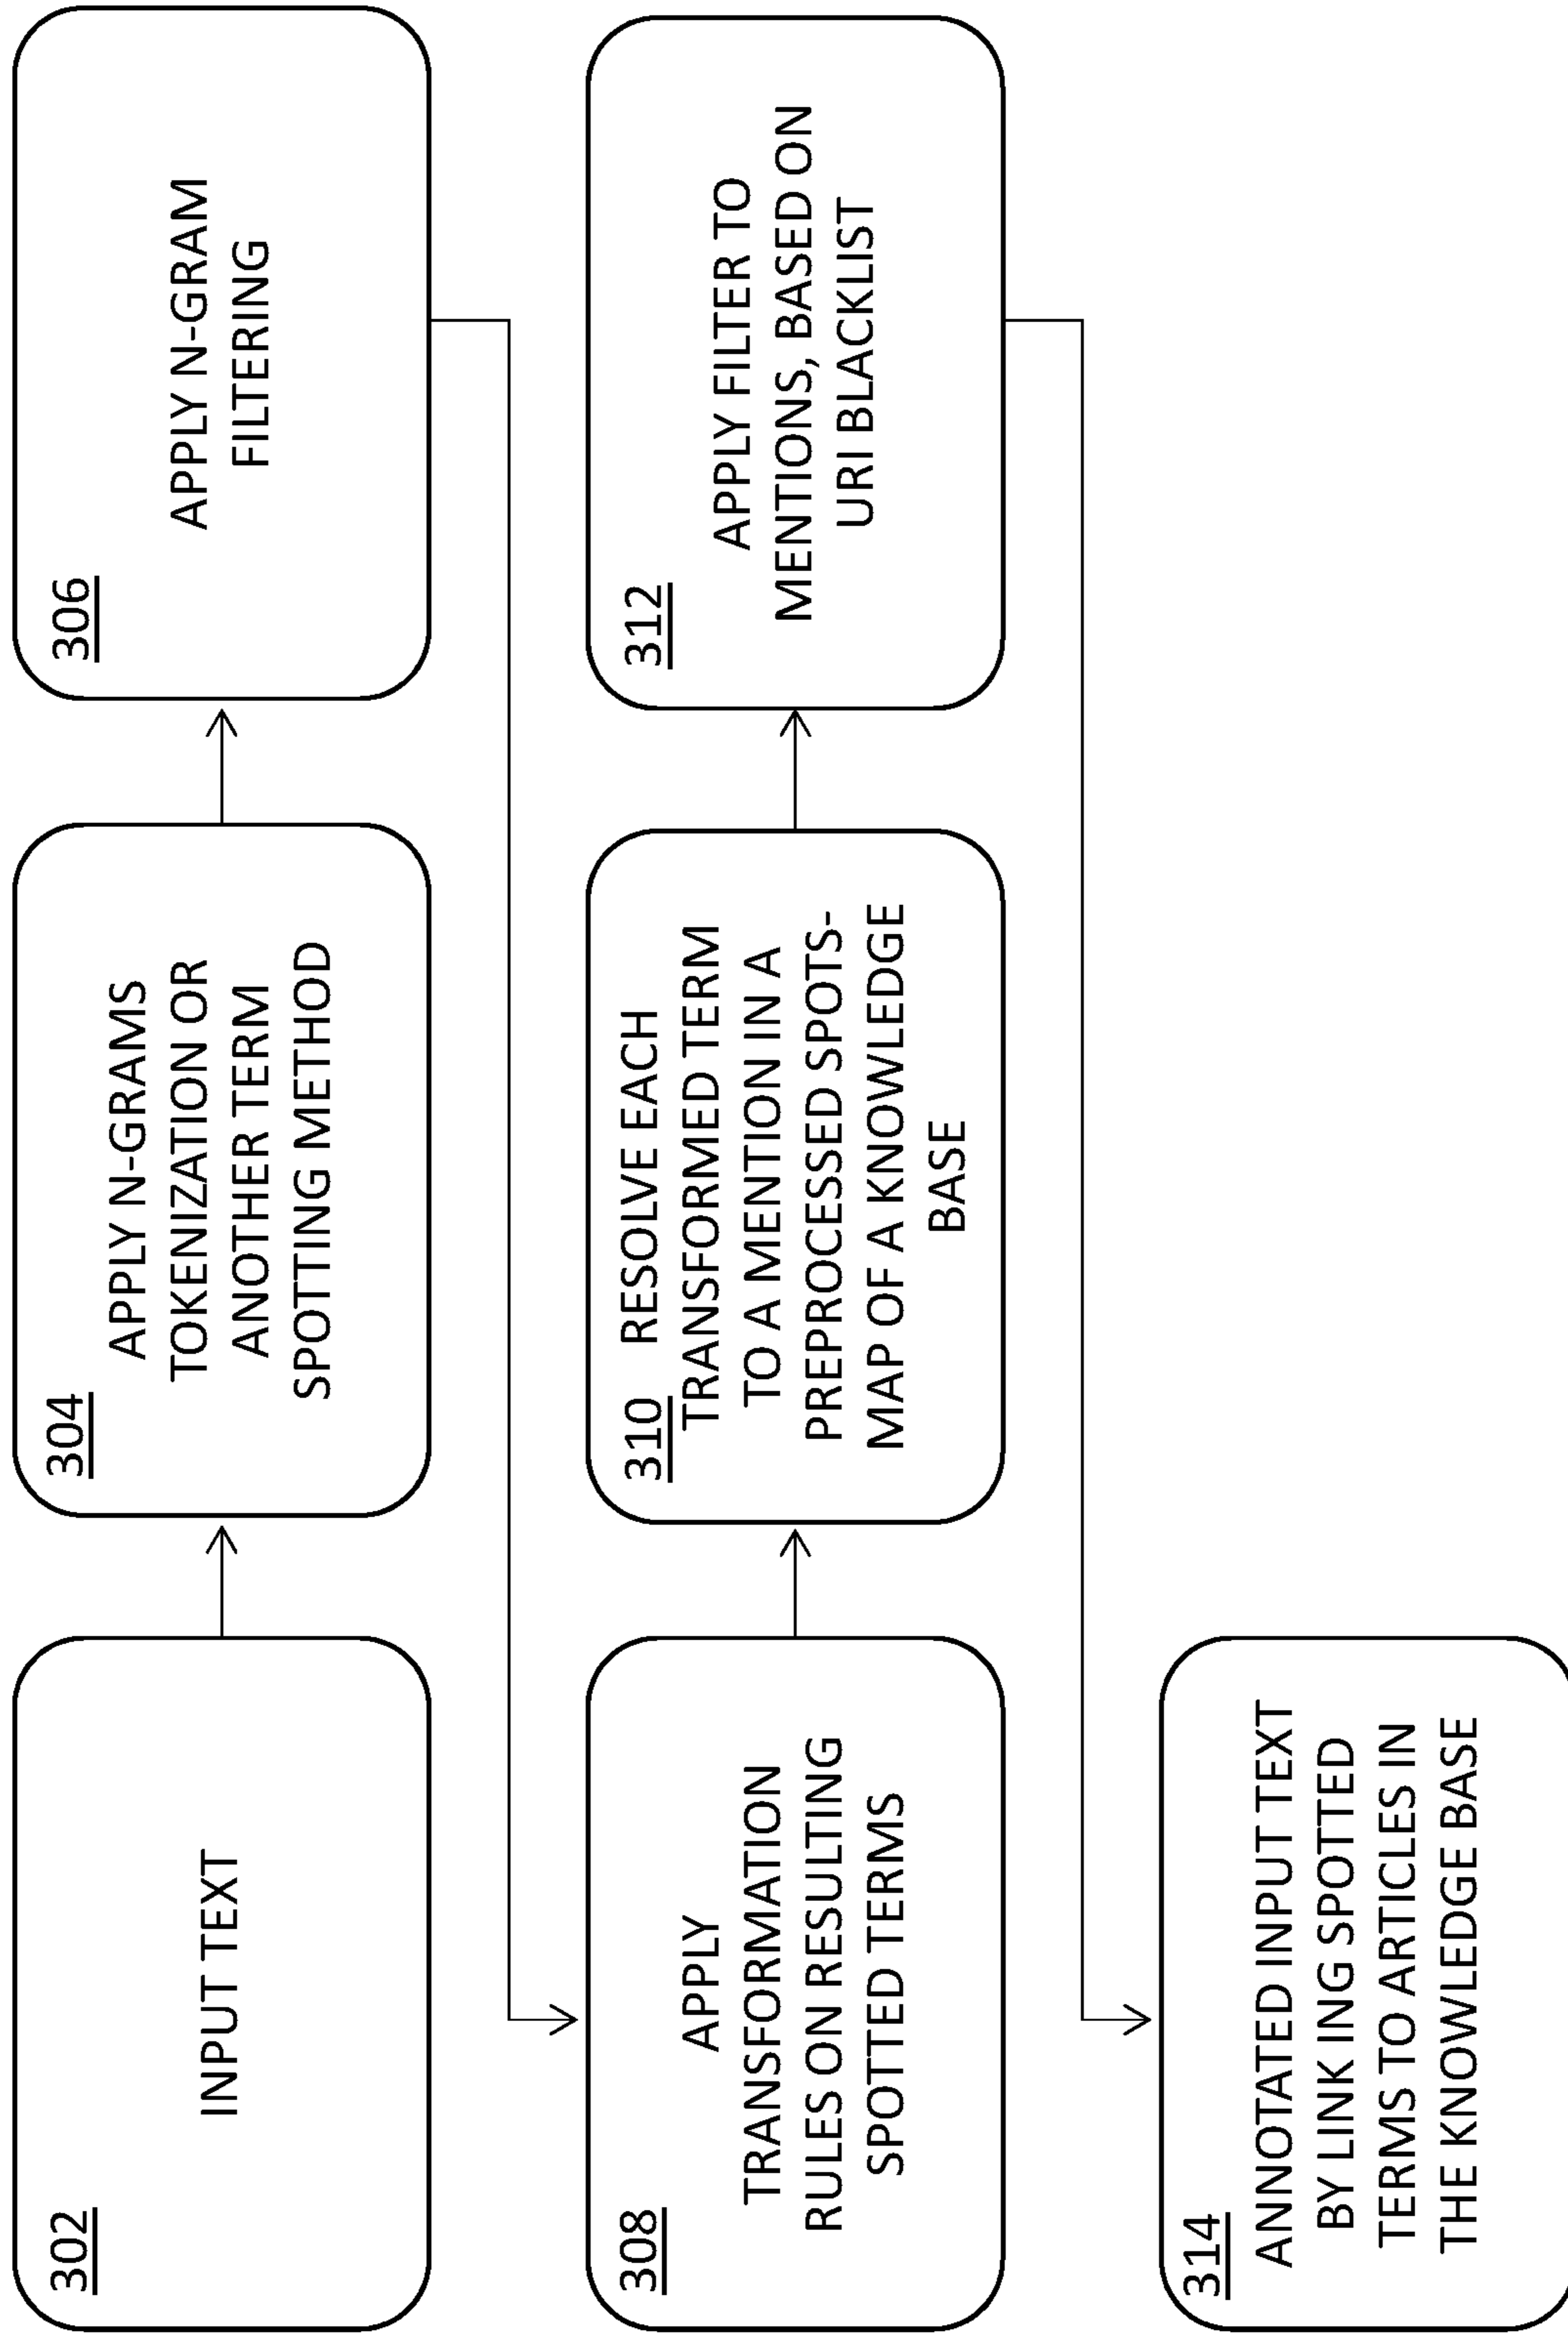 302
INPUT TEXT
304
APPLY N-GRAMS
TOKENIZATION OR
ANOTHER TERM
SPOTTING METHOD
306
APPLY N-GRAM
FILTERING
308
APPLY
TRANSFORMATION
RULES ON RESULTING
SPOTTED TERMS
310 RESOLVE EACH
TRANSFORMED TERM
TO A MENTION IN A
PREPROCESSED SPOTS-
MAP OF A KNOWLEDGE
BASE
312
APPLY FILTER TO
MENTIONS, BASED ON
URI BLACKLIST
314
ANNOTATED INPUT TEXT
BY LINK ING SPOTTED
TERMS TO ARTICLES IN
THE KNOWLEDGE BASE